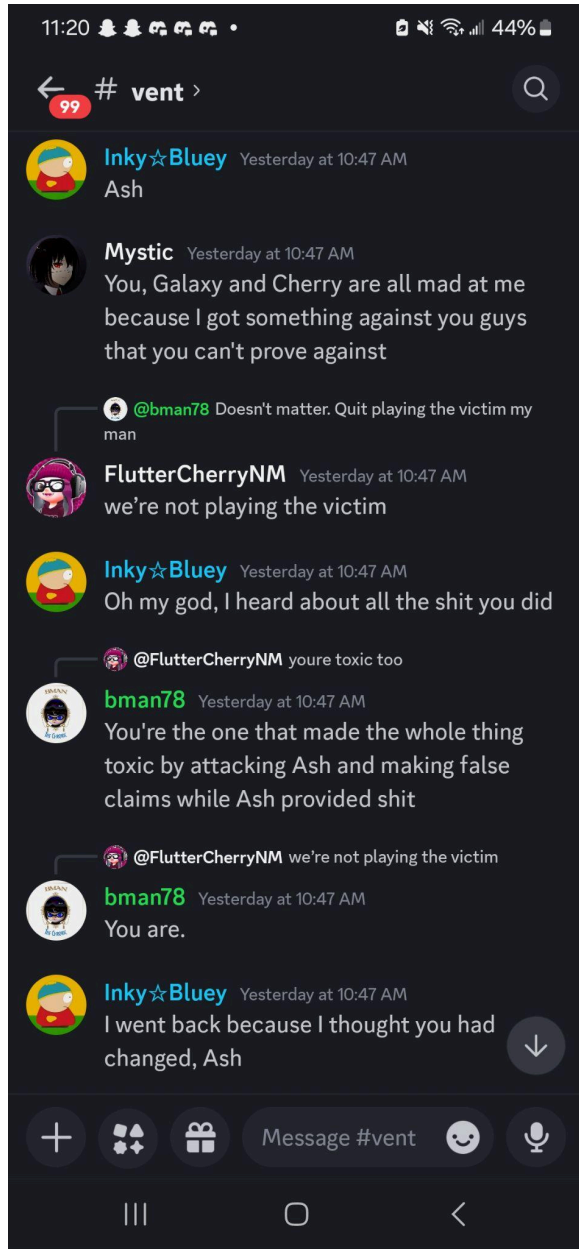 11:20
44%
99
# vent
Inky☆Bluey Yesterday at 10:47 AM
Ash
Mystic Yesterday at 10:47 AM
You, Galaxy and Cherry are all mad at me
because I got something against you guys
that you can't prove against
@bman78 Doesn't matter. Quit playing the victim my
man
FlutterCherryNM Yesterday at 10:47 AM
we’re not playing the victim
Inky☆Bluey Yesterday at 10:47 AM
Oh my god, I heard about all the shit you did
@FlutterCherryNM youre toxic too
BMAN
bman78 Yesterday at 10:47 AM
You're the one that made the whole thing
toxic by attacking Ash and making false
claims while Ash provided shit
@FlutterCherryNM we’re not playing the victim
BMAN
bman78 Yesterday at 10:47 AM
You are.
Inky☆Bluey Yesterday at 10:47 AM
I went back because I thought you had
changed, Ash
Message #vent